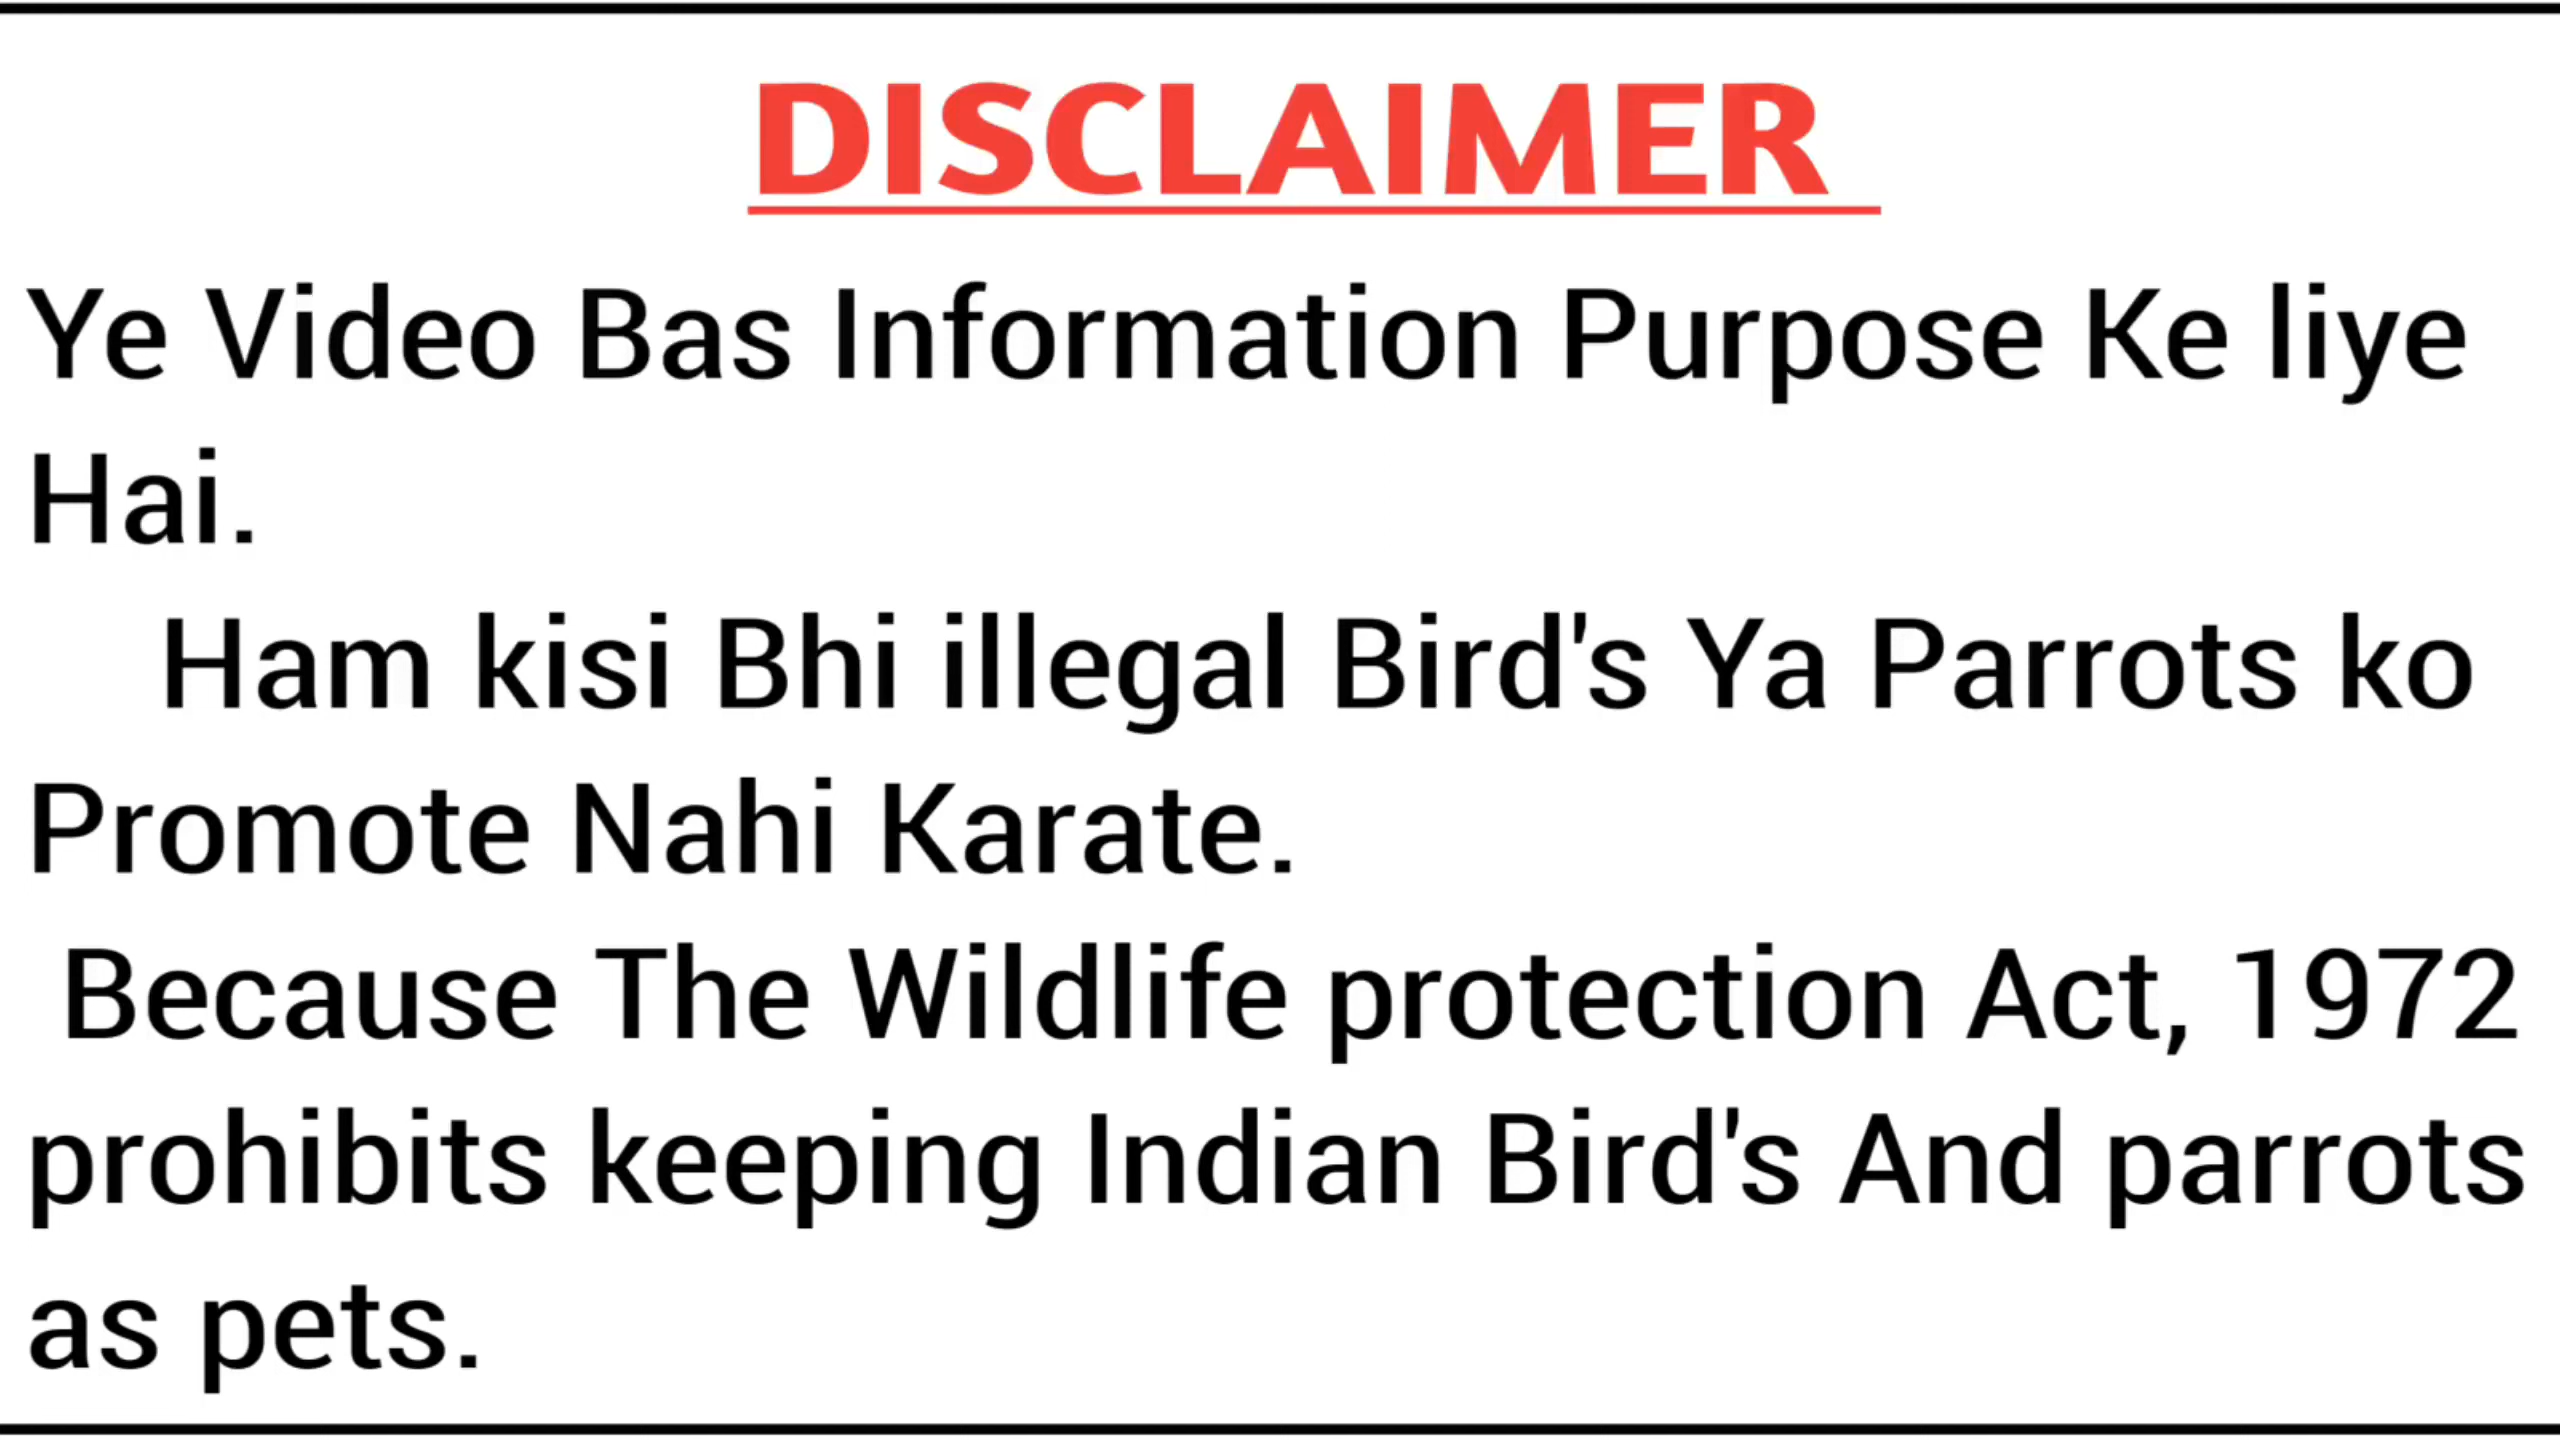 DISCLAIMER
Ye Video Bas Information Purpose Ke liye
Hai.
Ham kisi Bhi illegal Bird's Ya Parrots ko
Promote Nahi Karate.
Because The Wildlife protection Act, 1972
prohibits keeping Indian Bird's And parrots
as pets.